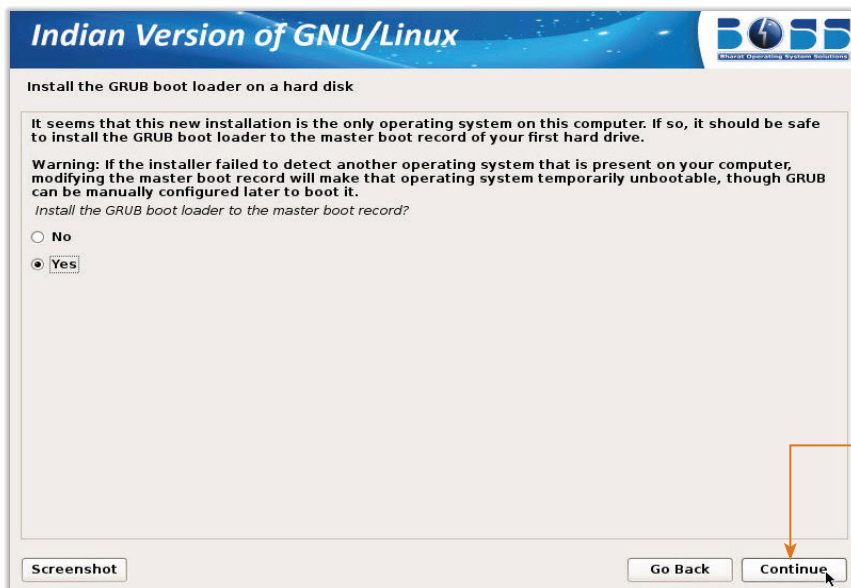 Indian Version of GNU/Linux
BOSS
Bharat Operating System Solutions
Install the GRUB boot loader on a hard disk
It seems that this new installation is the only operating system on this computer. If so, it should be safe
to install the GRUB boot loader to the master boot record of your first hard drive.
Warning: If the installer failed to detect another operating system that is present on your computer,
modifying the master boot record will make that operating system temporarily unbootable, though GRUB
can be manually configured later to boot it.
Install the GRUB boot loader to the master boot record?
No
Yes
Screenshot Go Back Continue